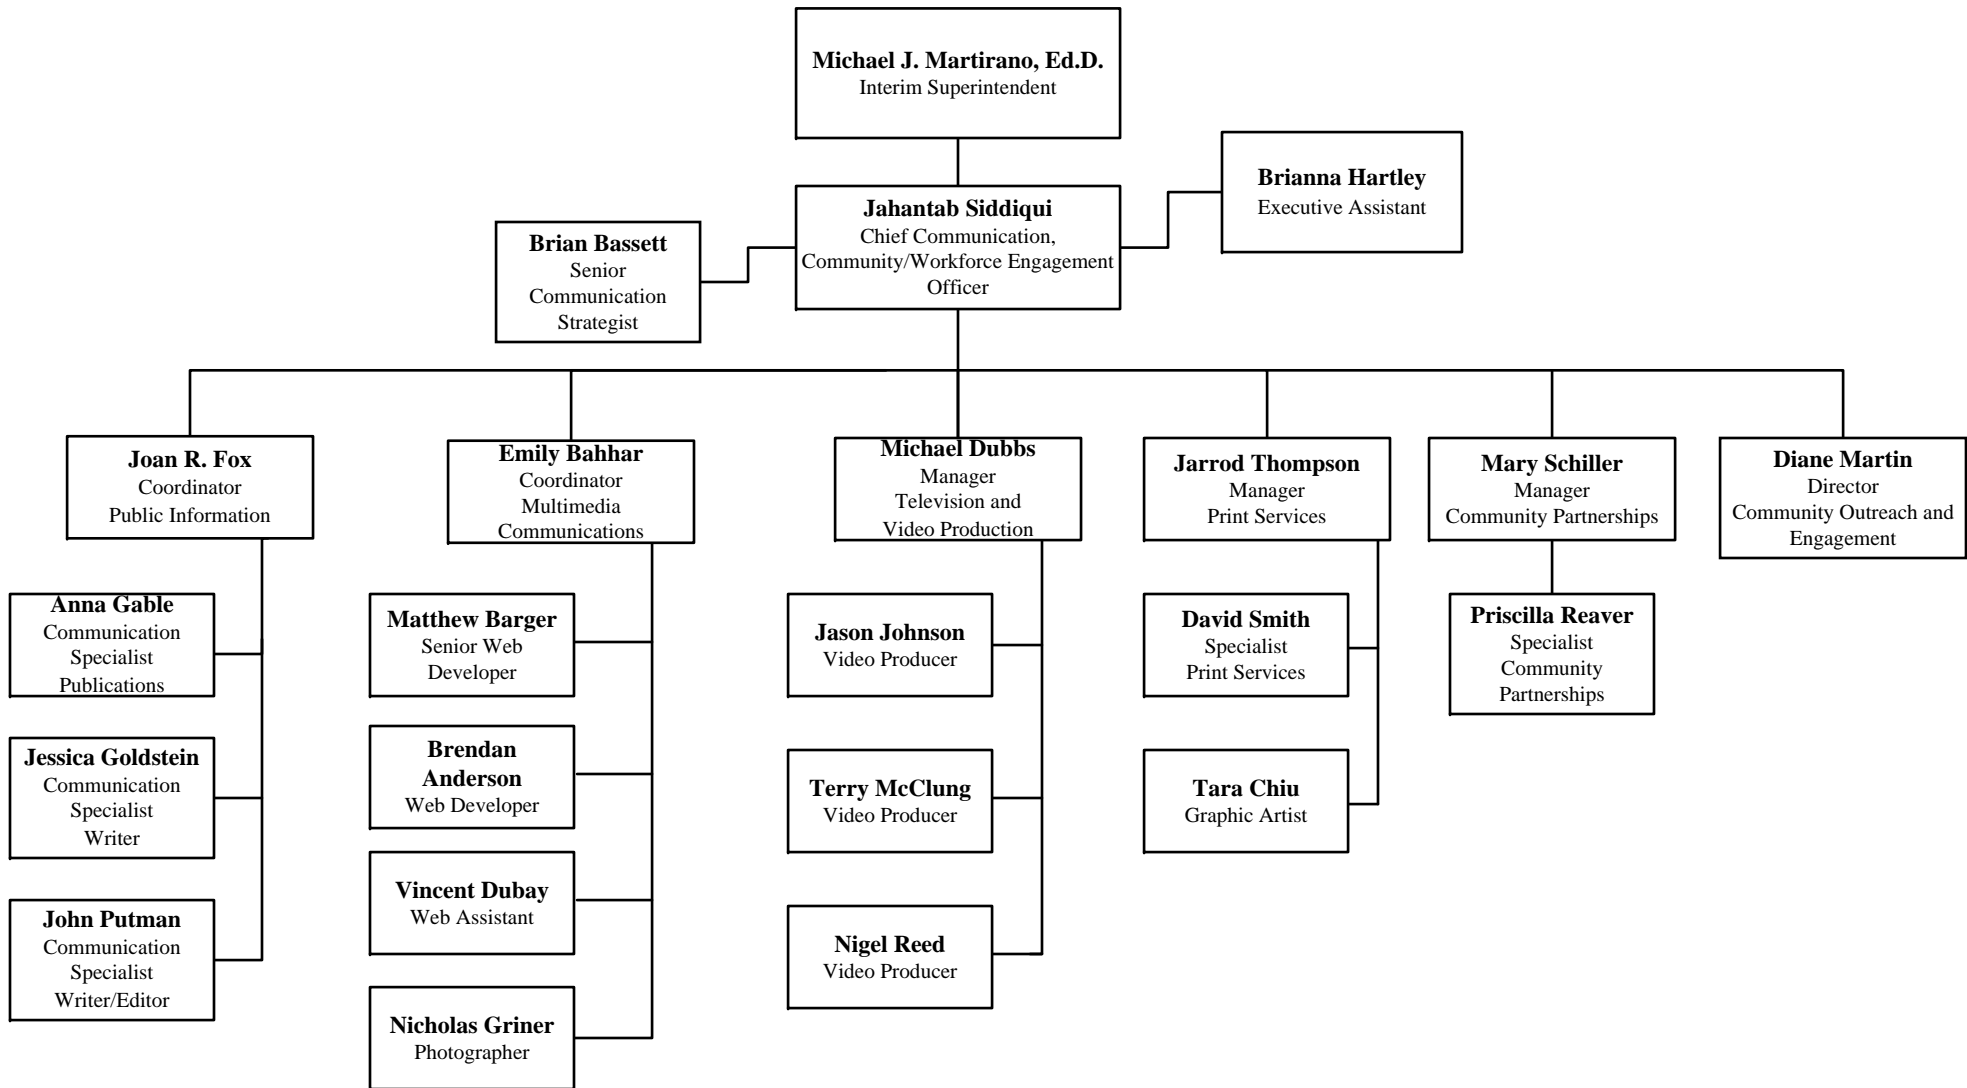 Michael J. Martirano, Ed.D.
Interim Superintendent
Brianna Hartley
Executive Assistant
Jahantab Siddiqui
Chief Communication,
Community/Workforce Engagement
Officer
Brian Bassett
Senior
Communication
Strategist
Joan R. Fox
Coordinator
Public Information
Emily Bahhar
Coordinator
Multimedia
Communications
Michael Dubbs
Manager
Television and
Video Production
Jarrod Thompson
Manager
Print Services
Mary Schiller
Manager
Community Partnerships
Diane Martin
Director
Community Outreach and
Engagement
Anna Gable
Communication
Specialist
Publications
Jessica Goldstein
Communication
Specialist
Writer
John Putman
Communication
Specialist
Writer/Editor
Matthew Barger
Senior Web
Developer
Brendan
Anderson
Web Developer
Vincent Dubay
Web Assistant
Nicholas Griner
Photographer
Jason Johnson
Video Producer
Terry McClung
Video Producer
Nigel Reed
Video Producer
David Smith
Specialist
Print Services
Tara Chiu
Graphic Artist
Priscilla Reaver
Specialist
Community
Partnerships